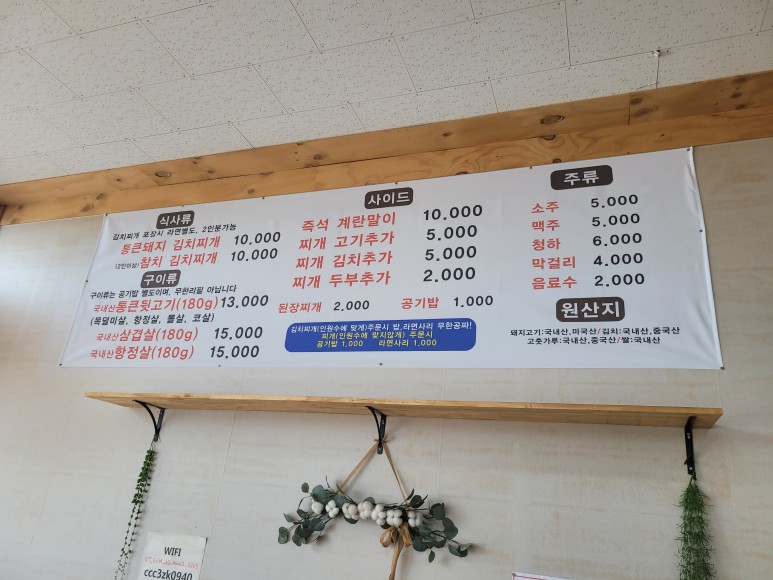 식사류
김치찌개 포장시 라면별도, 2인분가능
통큰돼지 김치찌개 10.000
(2인이상) 참치 김치찌개 10.000
구이류
구이류는 공기밥 별도이며, 무한리필 아닙니다
국내산통큰뒷고기(180g) 13,000
(목덜미살, 항정살, 볼살, 코살)
국내산삼겹살(180g) 15,000
국내산항정살(180g) 15,000
사이드
즉석 계란말이 10.000
찌개 고기추가 5.000
찌개 김치추가 5.000
찌개 두부추가 2.000
된장찌개 2.000 공기밥 1.000
김치찌개(인원수에 맞게)주문시 밥,라면사리 무한공짜!
찌개(인원수에 맞지않게) 주문시
공기밥 1,000 라면사리 1,000
주류
소주 5.000
맥주 5.000
청하 6.000
막걸리 4.000
음료수 2.000
원산지
돼지고기:국내산,미국산/김치:국내산,중국산
고춧가루:국내산,중국산/쌀:국내산
WIFI
ccc3zk0940